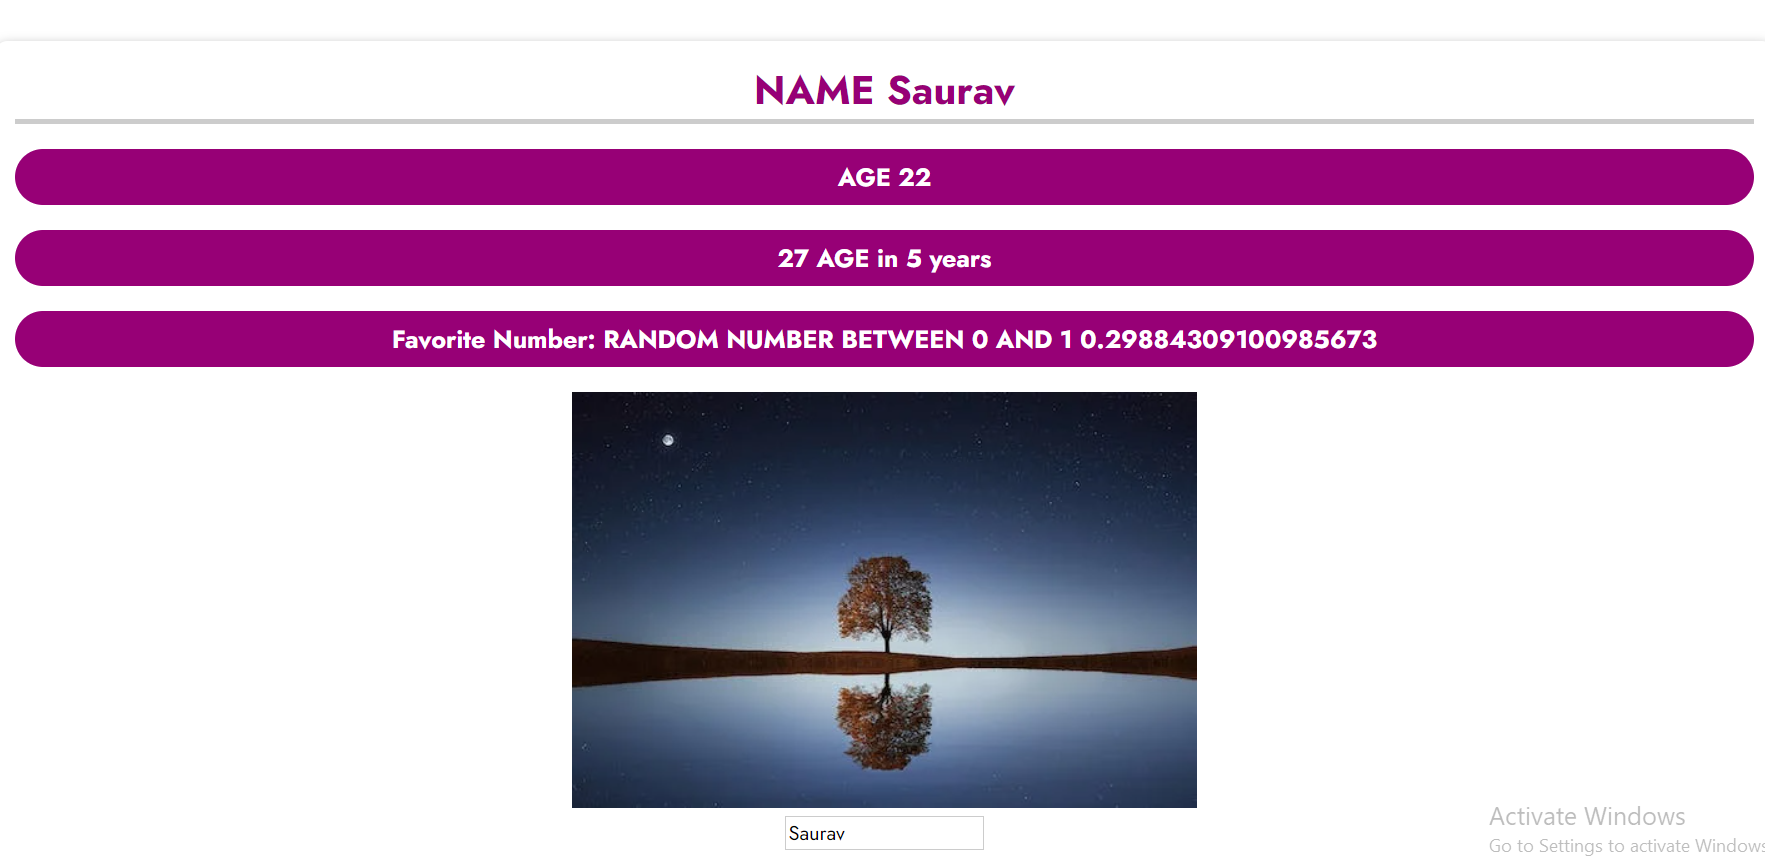 NAME Saurav
AGE 22
27 AGE in 5 years
Favorite Number: RANDOM NUMBER BETWEEN 0 AND 1 0.29884309100985673
Saurav
Activate Windows
Go to Settings to activate Windows